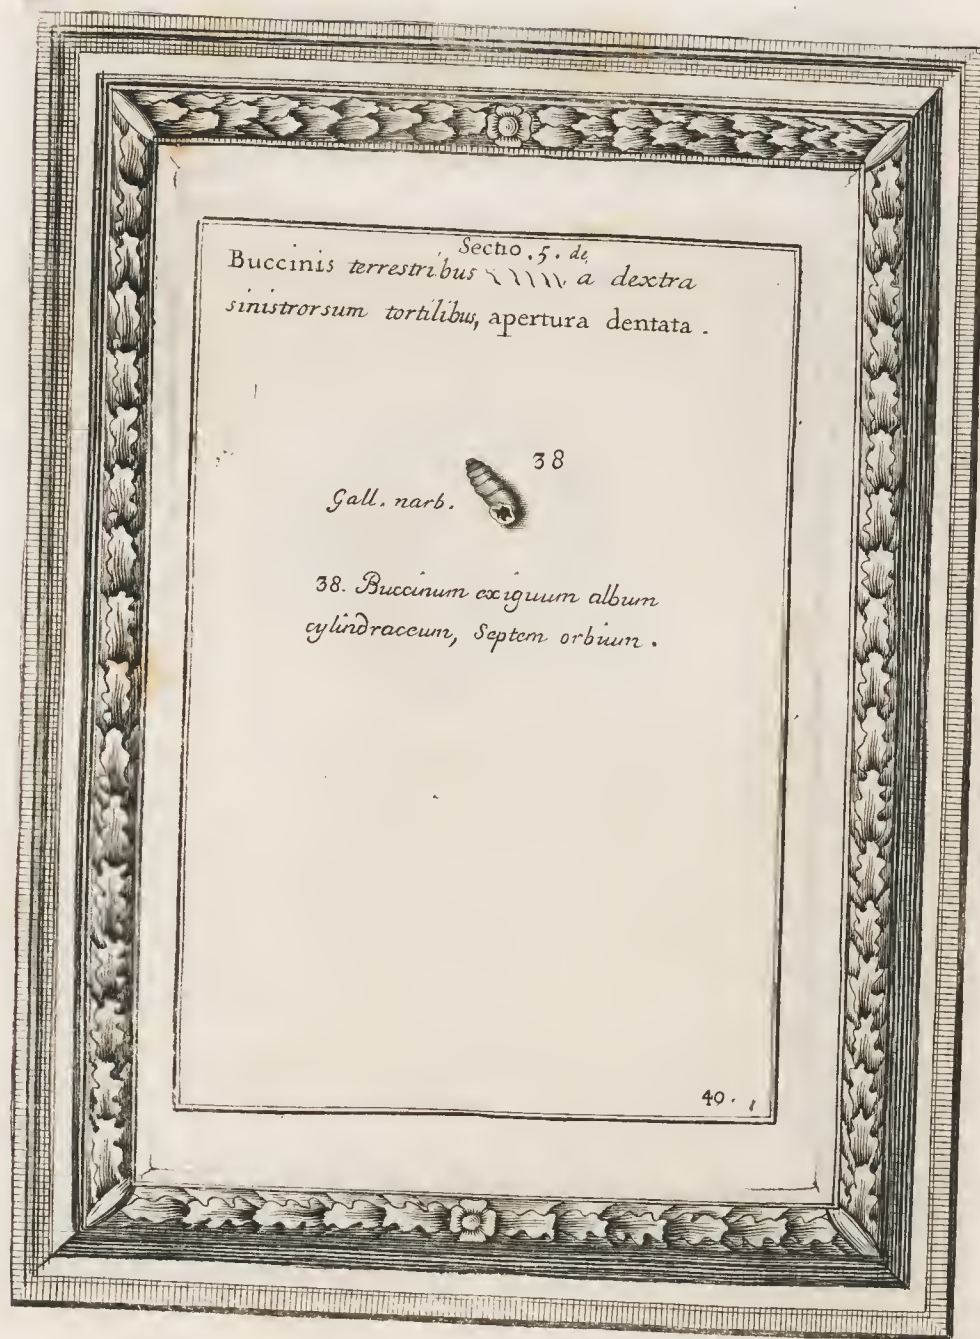 Sectio . 5 . de
Buccinis terrestribus \ \ \ \ \, a dextra
sinistrorsum tortilibus, apertura dentata .
38
Gall. narb.
38. Buccinum exiguum album
cylindraceum, Septem orbium .
40.